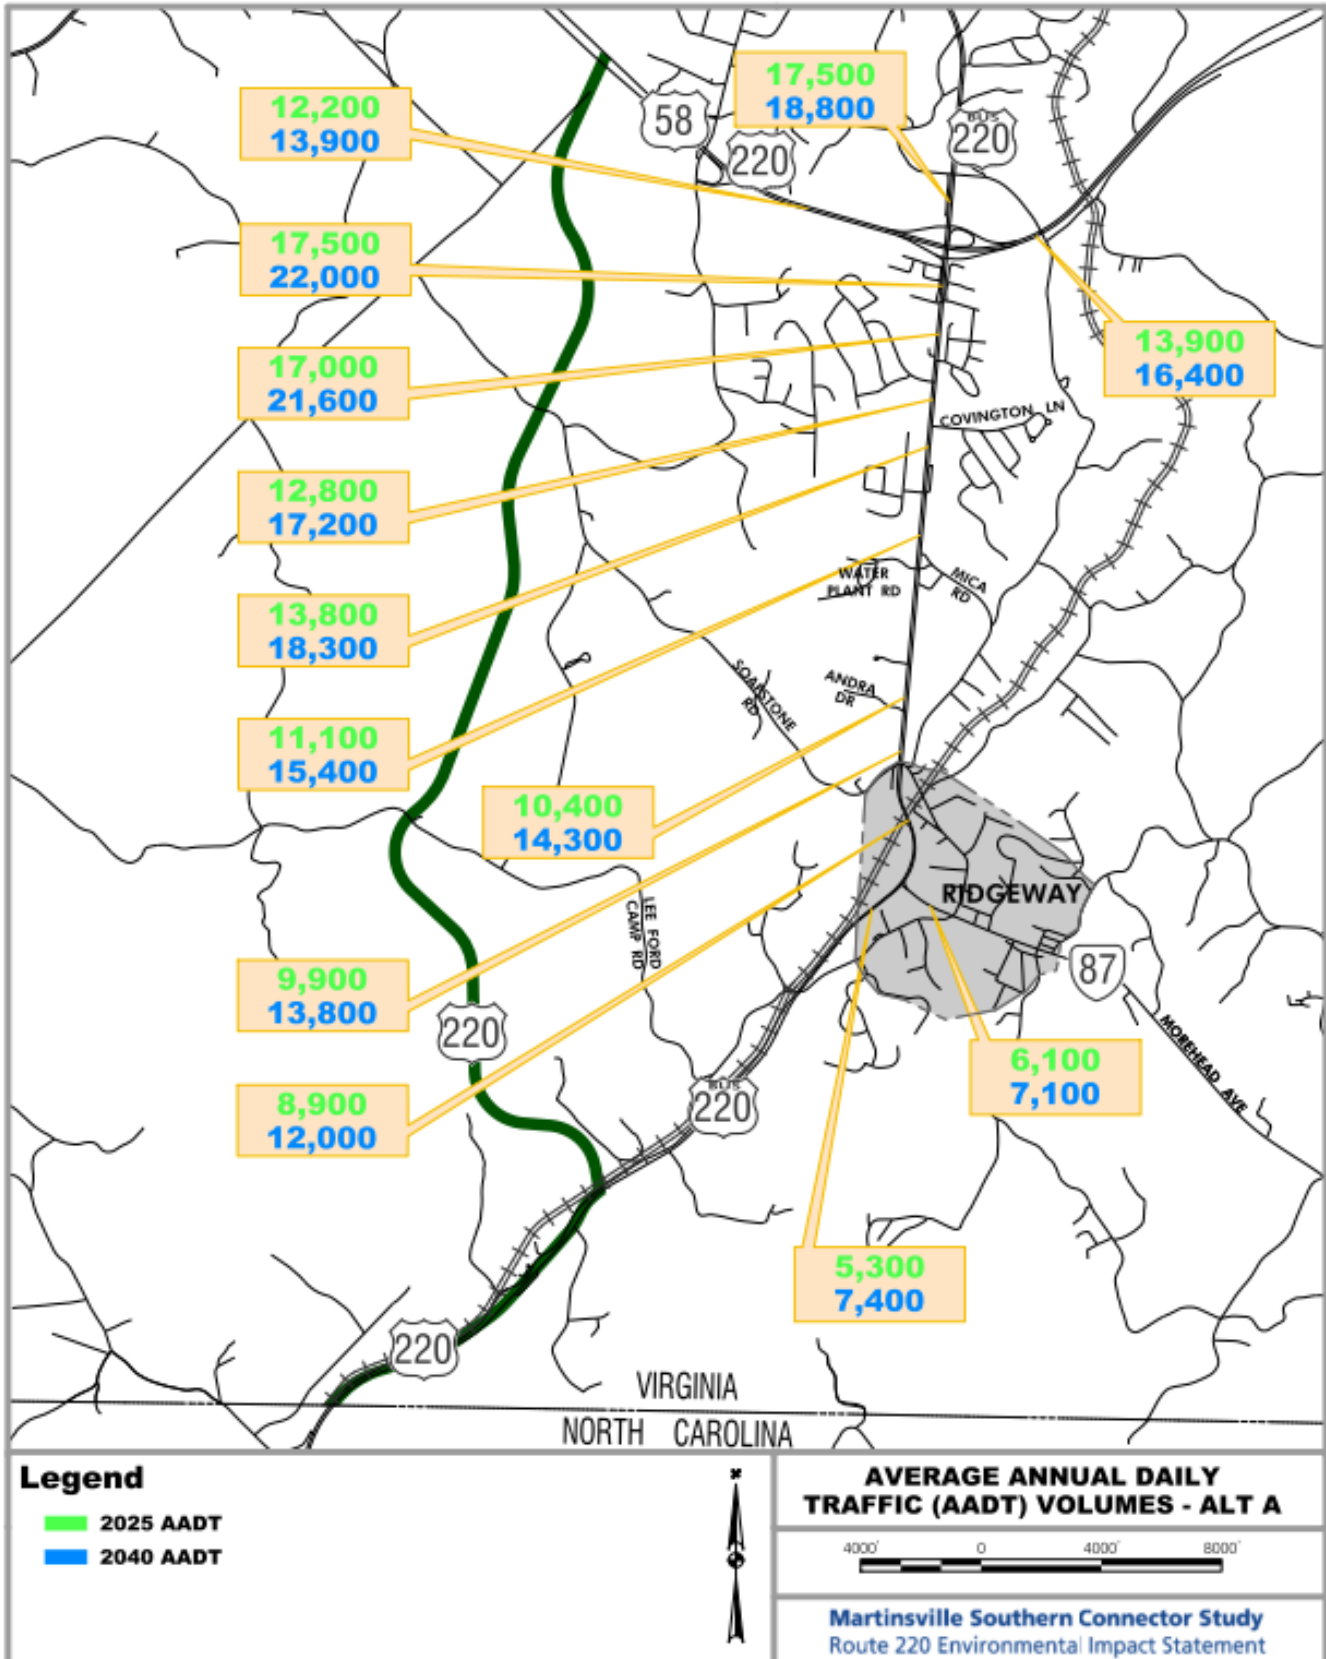 17,500
18,800
12,200
13,900
58
220
BUS
220
17,500
22,000
13,900
16,400
17,000
21,600
COVINGTON LN
12,800
17,200
WATER
PLANT RD
MICA
RD
13,800
18,300
SOAPSTONE
RD
ANDRA
DR
11,100
15,400
10,400
14,300
RIDGEWAY
LEE FORD
CAMP RD
87
9,900
13,800
220
MOREHEAD AVE
6,100
7,100
BUS
220
8,900
12,000
5,300
7,400
220
VIRGINIA
NORTH CAROLINA
Legend
2025 AADT
2040 AADT
AVERAGE ANNUAL DAILY
TRAFFIC (AADT) VOLUMES - ALT A
4000' 0 4000' 8000'
Martinsville Southern Connector Study
Route 220 Environmental Impact Statement